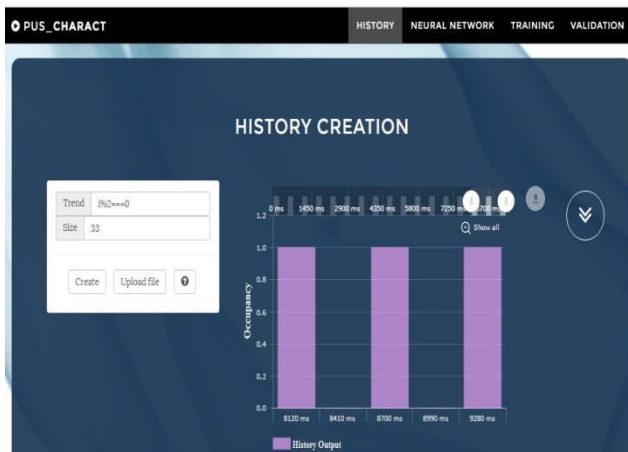 PUS_CHARACT
HISTORY NEURAL NETWORK TRAINING VALIDATION
HISTORY CREATION
Trend i%2===0
Size 33
Create Upload file ?
0 ms 1450 ms 2900 ms 4350 ms 5800 ms 7250 ms 8700 ms
Show all
1.2
1.0
0.8
0.6
0.4
0.2
0.0
Occupancy
8120 ms 8410 ms 8700 ms 8990 ms 9280 ms
History Output